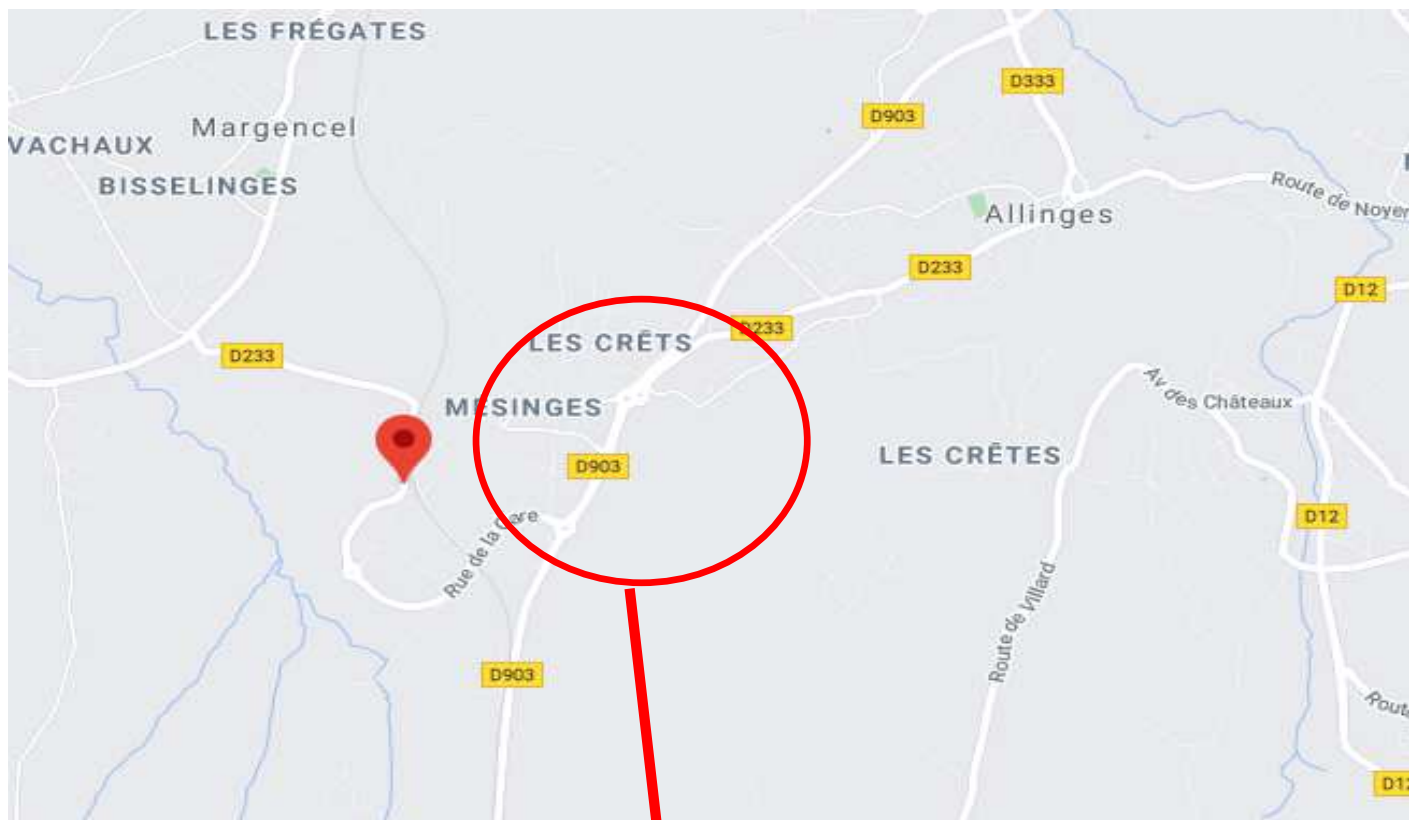 LES FRÉGATES
D333
D903
Margencel
VACHAUX
BISSELINGES
Route de Noyer
Allinges
D233
D12
D233
LES CRÊTS
D233
Av des Châteaux
MESINGES
LES CRÊTES
D903
D12
Rue de la Gare
Route de Villard
D903
Route
D12